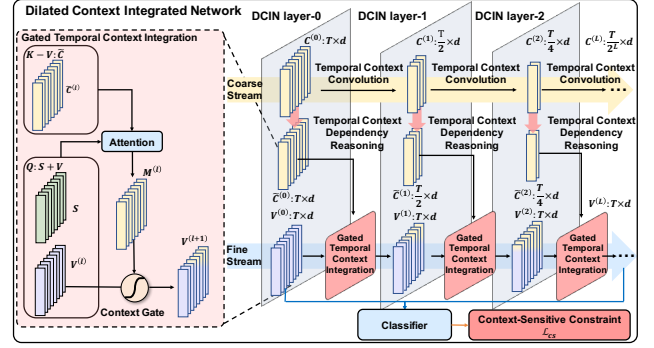 Dilated Context Integrated Network
DCIN layer-0
DCIN layer-1
DCIN layer-2
Gated Temporal Context Integration
K − V: C̃
C̃^(l)
Attention
Q: S + V
M^(l)
S
V^(l)
V^(l+1)
Context Gate
C^(0): T×d
C^(1): T/2 ×d
C^(2): T/4 ×d
C^(L): T/2^L ×d
Coarse
Stream
Temporal Context
Convolution
Temporal Context
Convolution
Temporal Context
Convolution
...
Temporal Context
Dependency
Reasoning
Temporal Context
Dependency
Reasoning
Temporal Context
Dependency
Reasoning
C̃^(0): T×d
C̃^(1): T/2 ×d
C̃^(2): T/4 ×d
V^(0): T×d
V^(1): T×d
V^(2): T×d
V^(L): T×d
Fine
Stream
Gated
Temporal
Context
Integration
Gated
Temporal
Context
Integration
Gated
Temporal
Context
Integration
...
Classifier
Context-Sensitive Constraint
ℒ_cs